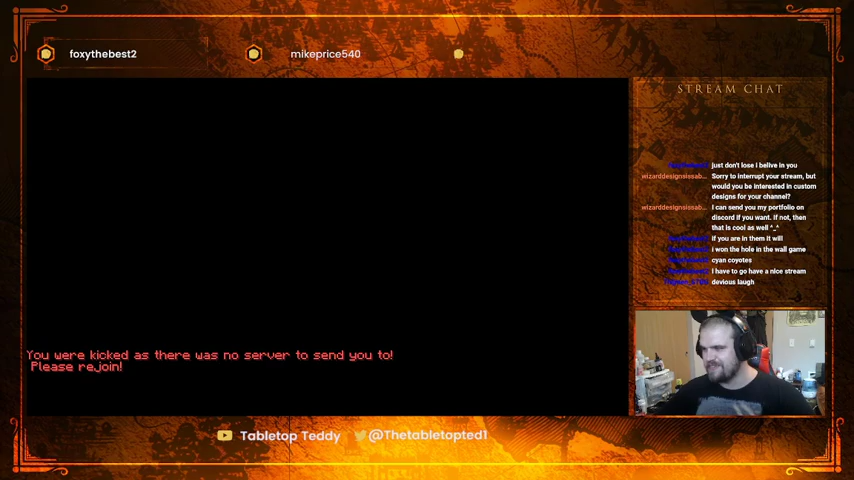 foxythebest2
mikeprice540
STREAM CHAT
just don't lose i belive in you
wizarddesignsissab... Sorry to interrupt your stream, but
would you be interested in custom
designs for your channel?
wizarddesignsissab... I can send you my portfolio on
discord if you want. if not, then
that is cool as well ^_^
if you are in them it will
i won the hole in the wall game
cyan coyotes
i have to go have a nice stream
devious laugh
You were kicked as there was no server to send you to!
Please rejoin!
Tabletop Teddy
@Thetabletopted1